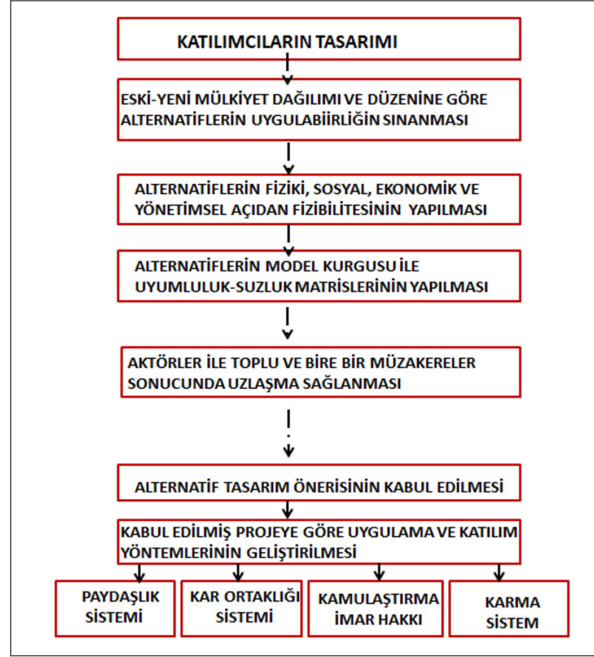 KATILIMCILARIN TASARIMI
ESKİ-YENİ MÜLKİYET DAĞILIMI VE DÜZENİNE GÖRE
ALTERNATİFLERİN UYGULABİİRLİĞİN SINANMASI
ALTERNATİFLERİN FİZİKİ, SOSYAL, EKONOMİK VE
YÖNETİMSEL AÇIDAN FİZİBİLİTESİNİN YAPILMASI
ALTERNATİFLERİN MODEL KURGUSU İLE
UYUMLULUK-SUZLUK MATRİSLERİNİN YAPILMASI
AKTÖRLER İLE TOPLU VE BİRE BİR MÜZAKERELER
SONUCUNDA UZLAŞMA SAĞLANMASI
ALTERNATİF TASARIM ÖNERİSİNİN KABUL EDİLMESİ
KABUL EDİLMİŞ PROJEYE GÖRE UYGULAMA VE KATILIM
YÖNTEMLERİNİN GELİŞTİRİLMESİ
PAYDAŞLIK
SİSTEMİ
KAR ORTAKLIĞI
SİSTEMİ
KAMULAŞTIRMA
İMAR HAKKI
KARMA
SİSTEM